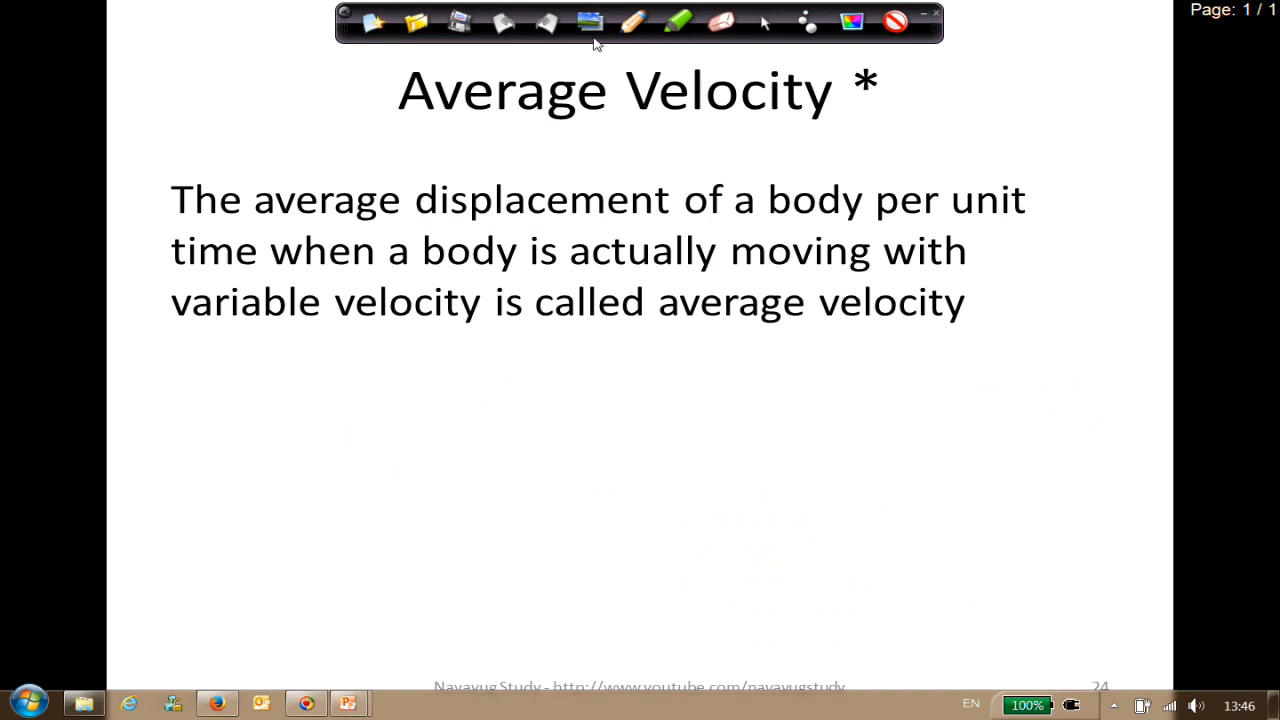 Page: 1 / 1
Average Velocity *
The average displacement of a body per unit
time when a body is actually moving with
variable velocity is called average velocity
Navayug Study - http://www.youtube.com/navayugstudy
24
EN
100%
13:46